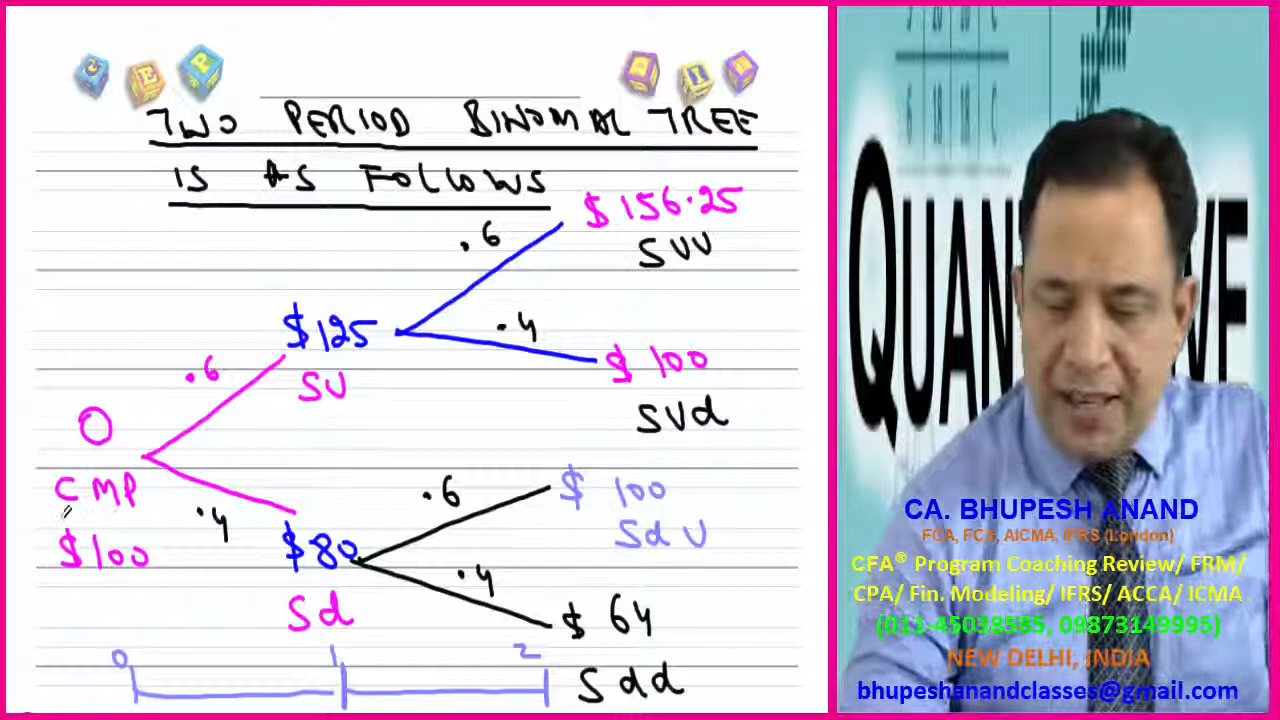 C E P
A I R
TWO PERIOD BINOMAL TREE
IS AS FOLLOWS
$156.25
SUU
.6
.4
$125
SU
$100
SUd
.6
0
CMP
$100
.4
.6
$100
SdU
$80
Sd
.4
$64
Sdd
0 1 2
QUAN
VE
CA. BHUPESH ANAND
FCA, FCS, AICMA, IFRS (London)
CFA® Program Coaching Review/ FRM/
CPA/ Fin. Modeling/ IFRS/ ACCA/ ICMA
(011-45038585, 09873149995)
NEW DELHI, INDIA
bhupeshanandclasses@gmail.com